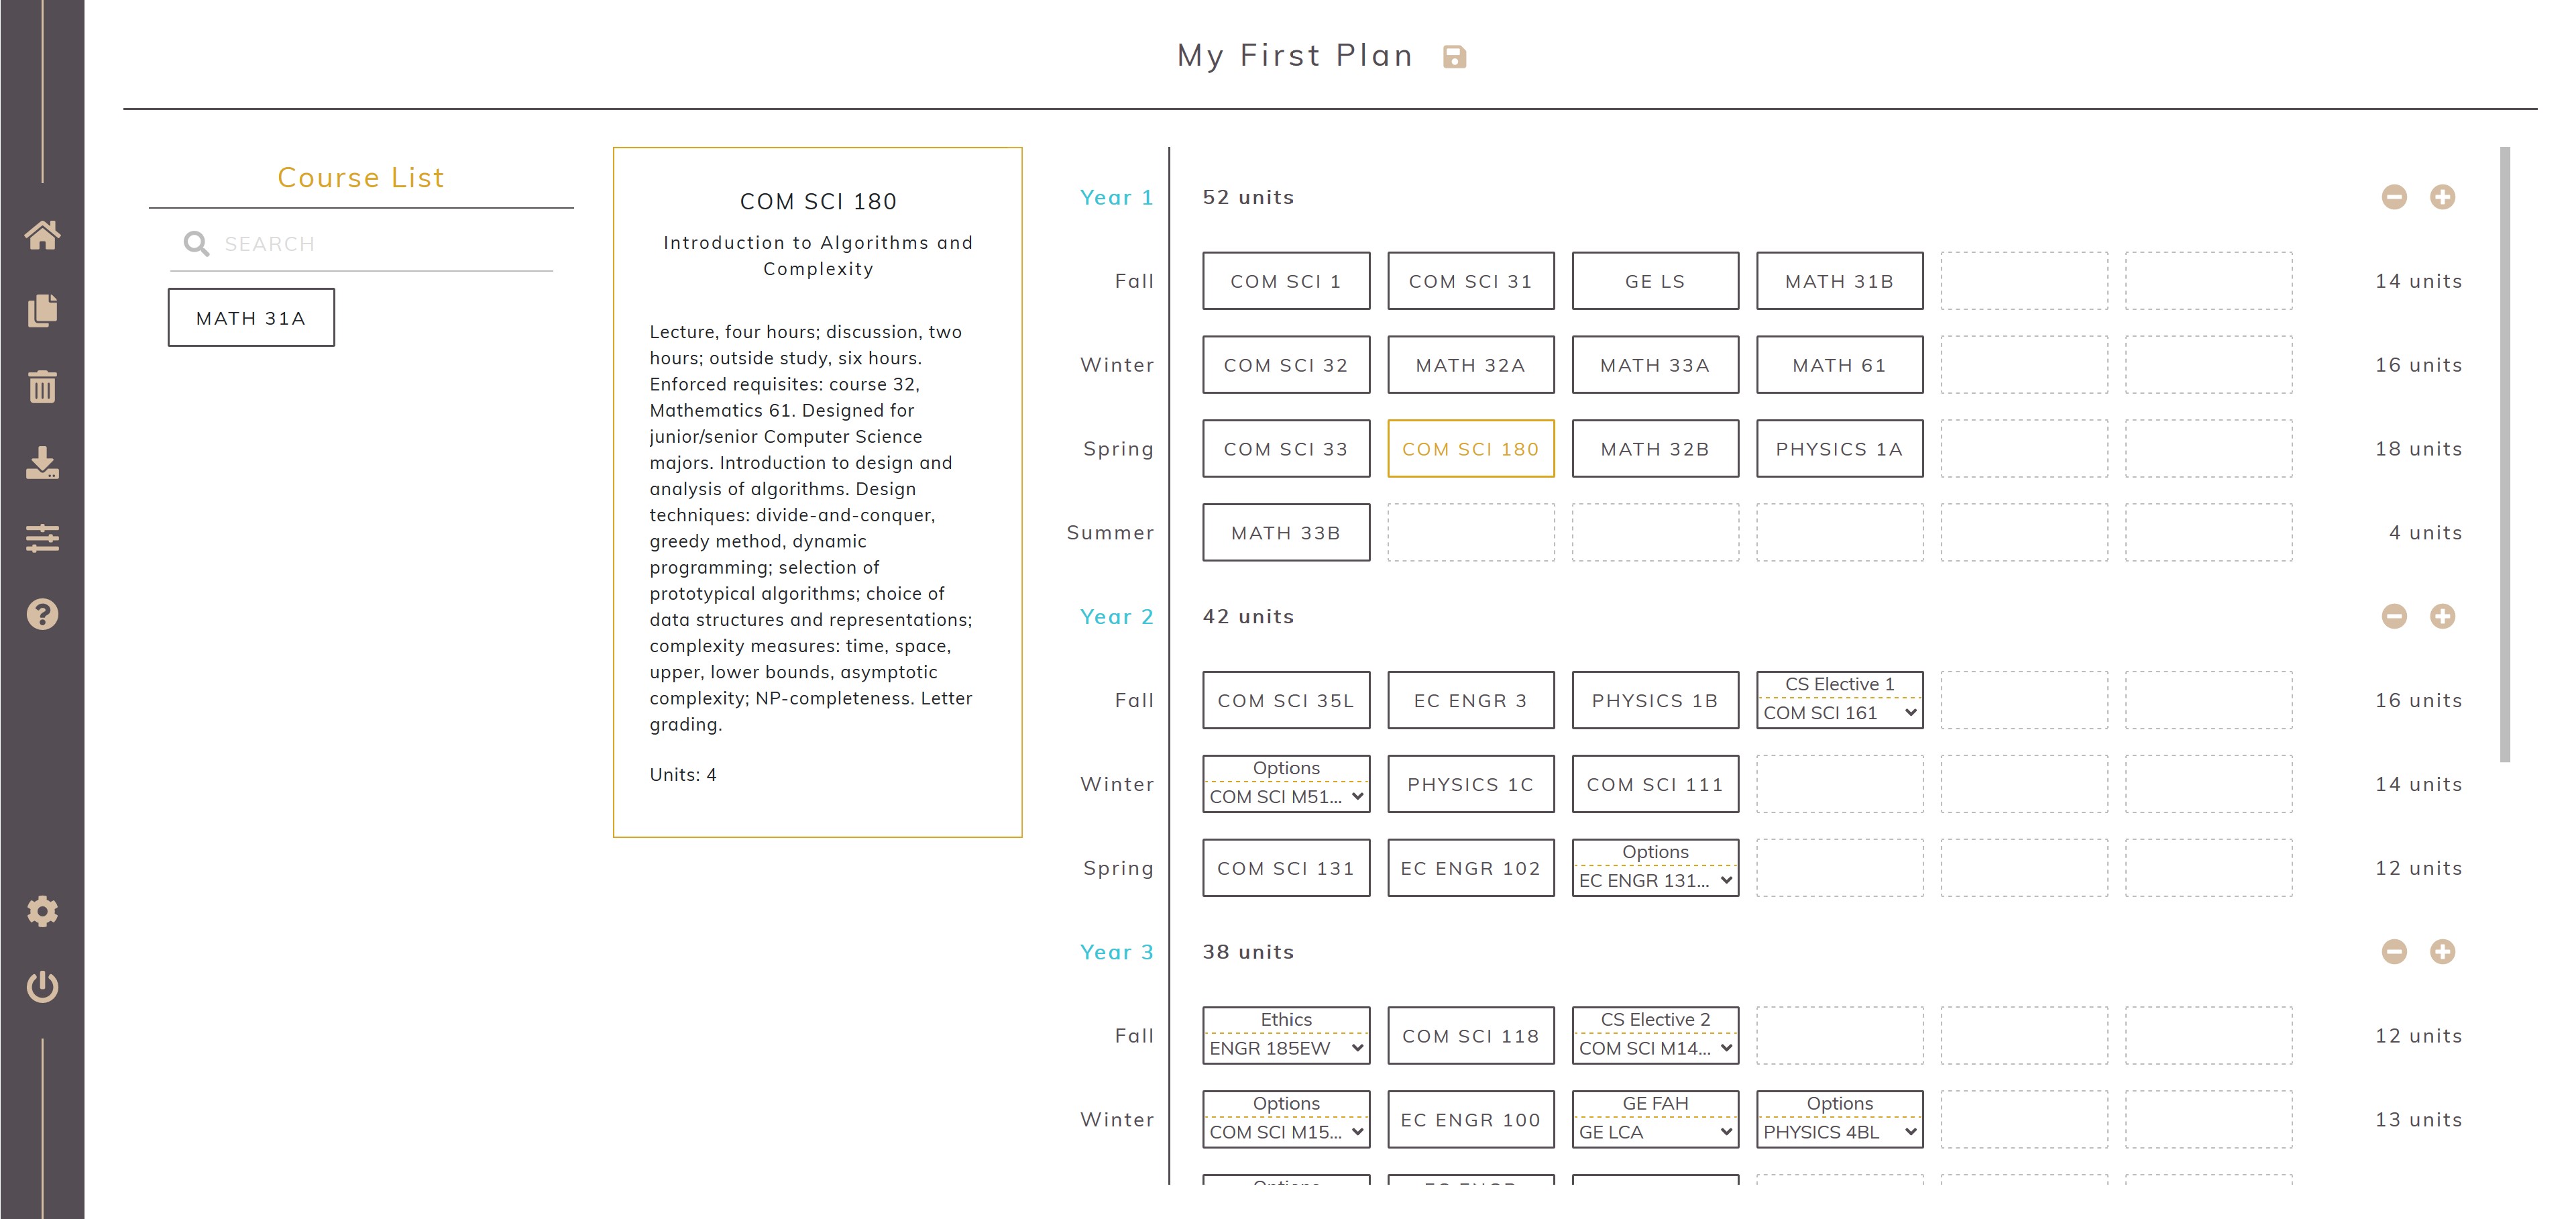 My First Plan
Course List
SEARCH
MATH 31A
COM SCI 180
Introduction to Algorithms and
Complexity
Lecture, four hours; discussion, two
hours; outside study, six hours.
Enforced requisites: course 32,
Mathematics 61. Designed for
junior/senior Computer Science
majors. Introduction to design and
analysis of algorithms. Design
techniques: divide-and-conquer,
greedy method, dynamic
programming; selection of
prototypical algorithms; choice of
data structures and representations;
complexity measures: time, space,
upper, lower bounds, asymptotic
complexity; NP-completeness. Letter
grading.
Units: 4
Year 1 52 units
Fall COM SCI 1 COM SCI 31 GE LS MATH 31B 14 units
Winter COM SCI 32 MATH 32A MATH 33A MATH 61 16 units
Spring COM SCI 33 COM SCI 180 MATH 32B PHYSICS 1A 18 units
Summer MATH 33B 4 units
Year 2 42 units
CS Elective 1
Fall COM SCI 35L EC ENGR 3 PHYSICS 1B COM SCI 161 16 units
Options
Winter COM SCI M51... PHYSICS 1C COM SCI 111 14 units
Options
Spring COM SCI 131 EC ENGR 102 EC ENGR 131... 12 units
Year 3 38 units
Ethics CS Elective 2
Fall ENGR 185EW COM SCI 118 COM SCI M14... 12 units
Options GE FAH Options
Winter COM SCI M15... EC ENGR 100 GE LCA PHYSICS 4BL 13 units